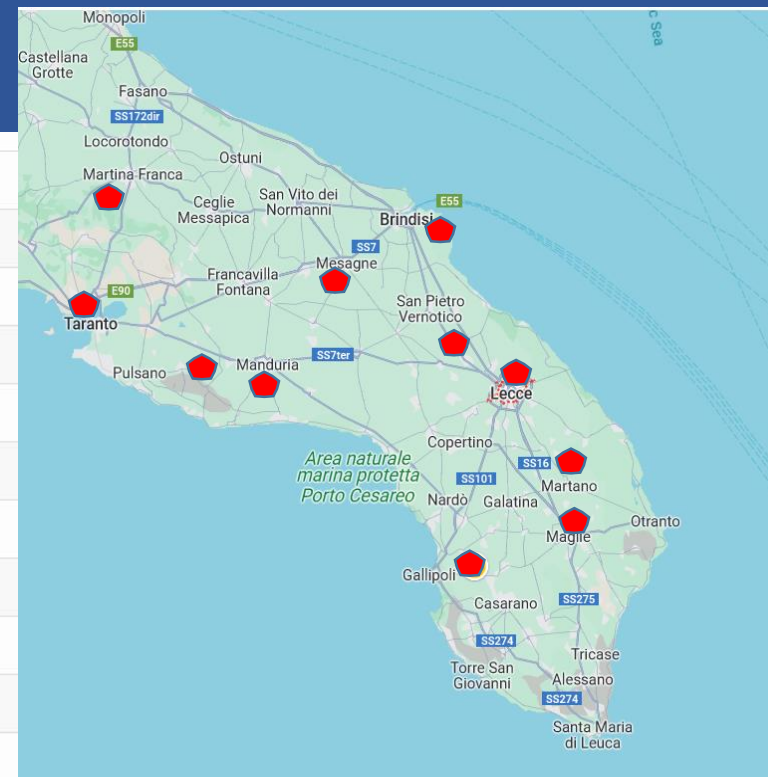 Monopoli
c Sea
E55
Castellana
Grotte
Fasano
SS172dir
Locorotondo
Ostuni
Martina Franca
Ceglie
Messapica
San Vito dei
Normanni
E55
Brindisi
SS7
Mesagne
Francavilla
Fontana
E90
San Pietro
Vernotico
Taranto
SS7ter
Manduria
Pulsano
Lecce
Area naturale
marina protetta
Porto Cesareo
Copertino
SS16
SS101
Martano
Nardò
Galatina
Otranto
Maglie
Gallipoli
Casarano
SS275
SS274
Tricase
Torre San
Giovanni
Alessano
SS274
Santa Maria
di Leuca